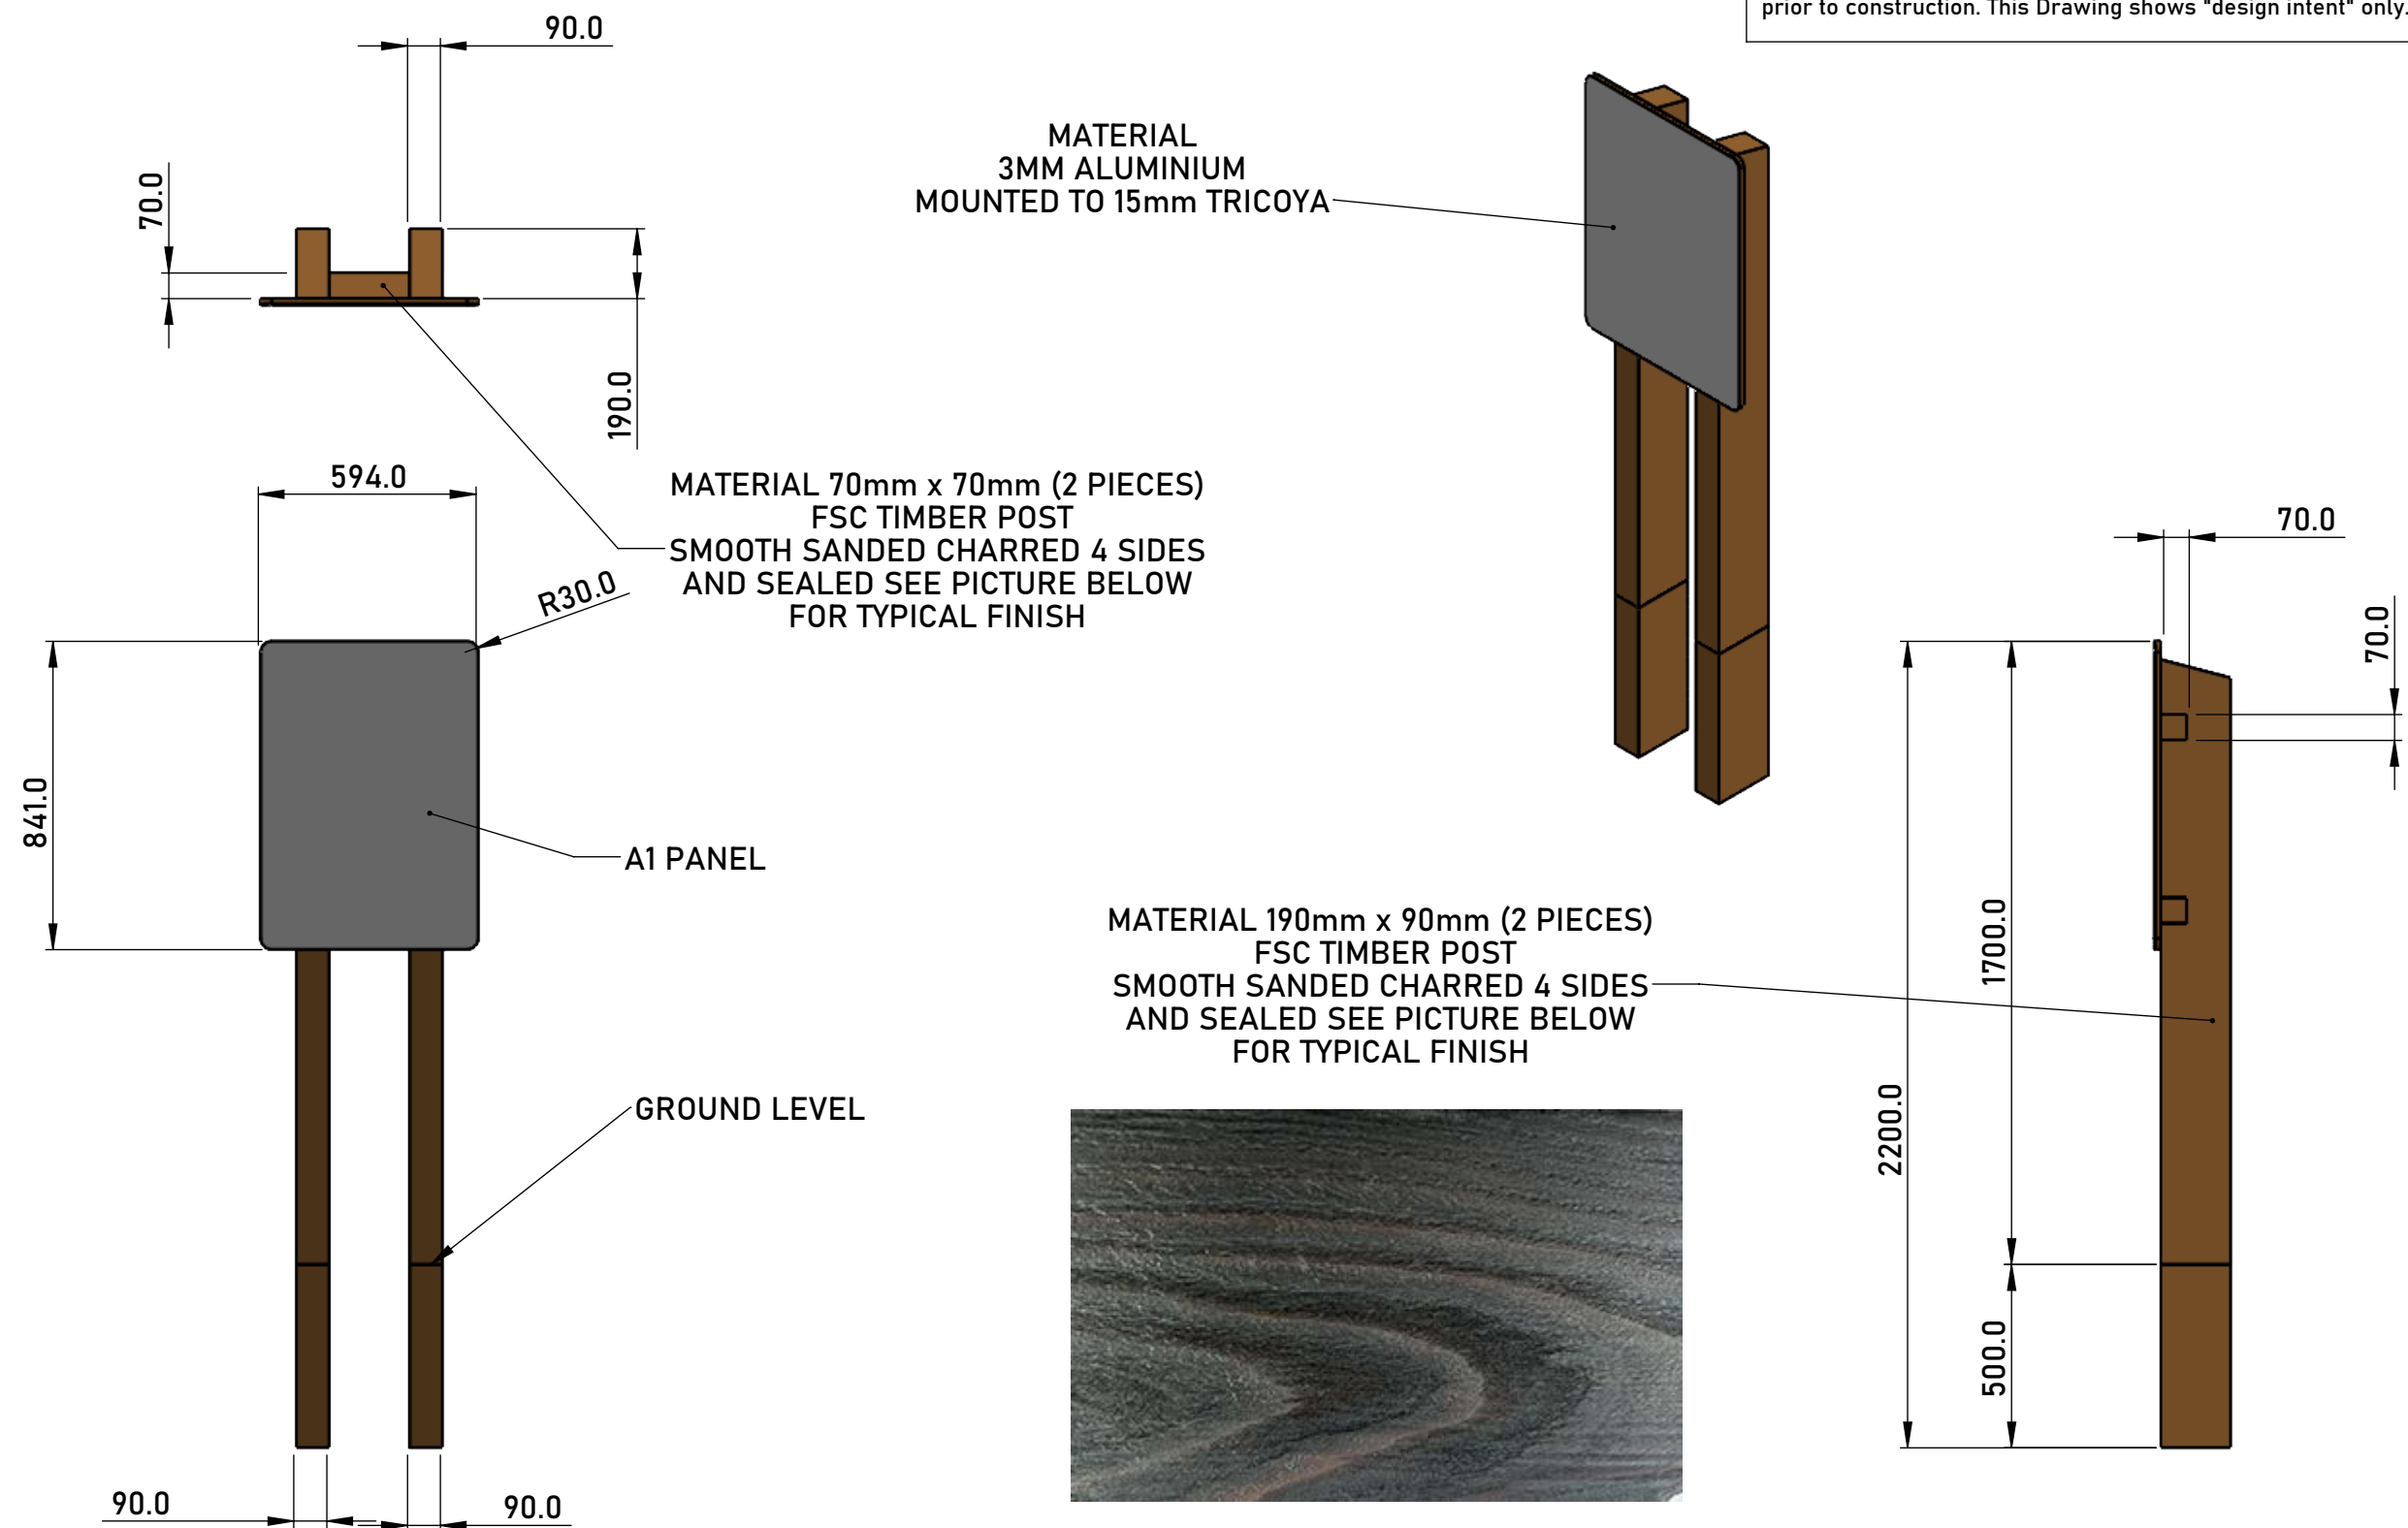 prior to construction. This Drawing shows "design intent" only.
90.0
70.0
190.0
MATERIAL
3MM ALUMINIUM
MOUNTED TO 15mm TRICOYA
594.0
MATERIAL 70mm x 70mm (2 PIECES)
FSC TIMBER POST
SMOOTH SANDED CHARRED 4 SIDES
AND SEALED SEE PICTURE BELOW
FOR TYPICAL FINISH
R30.0
841.0
A1 PANEL
GROUND LEVEL
90.0
90.0
70.0
70.0
MATERIAL 190mm x 90mm (2 PIECES)
FSC TIMBER POST
SMOOTH SANDED CHARRED 4 SIDES
AND SEALED SEE PICTURE BELOW
FOR TYPICAL FINISH
1700.0
2200.0
500.0